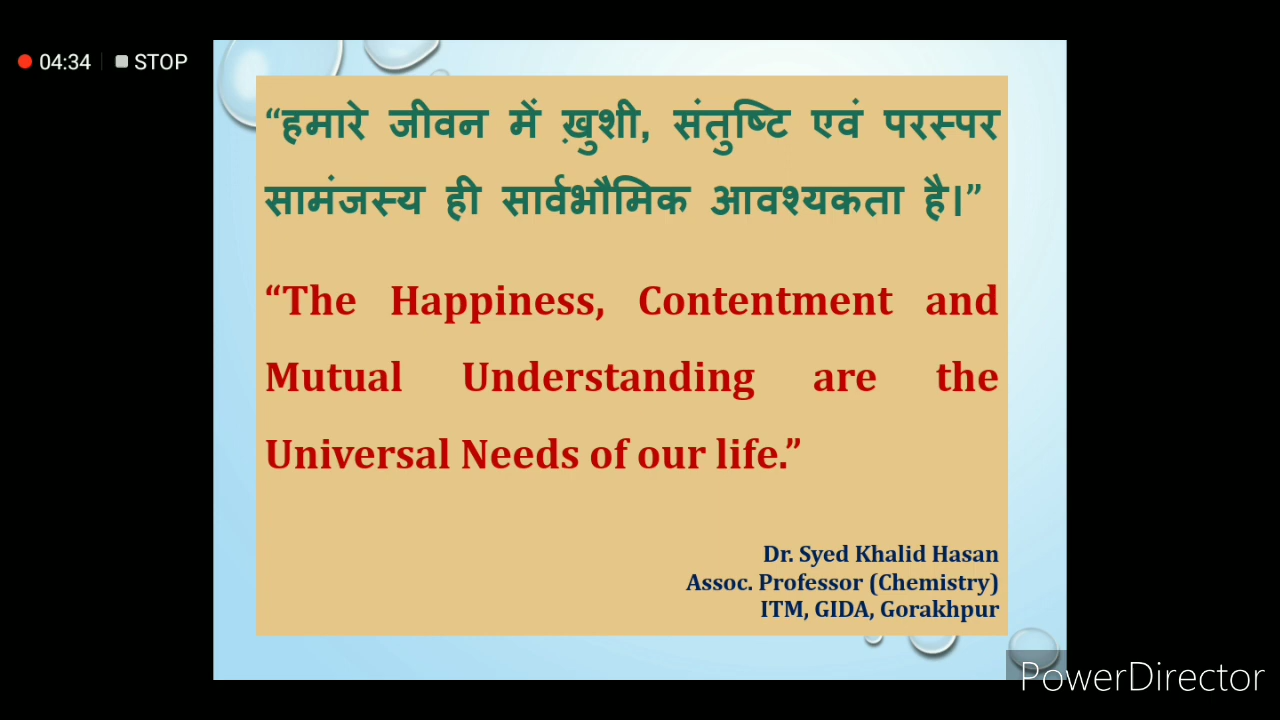 04:34 STOP
“हमारे जीवन में ख़ुशी, संतुष्टि एवं परस्पर
सामंजस्य ही सार्वभौमिक आवश्यकता है।”
“The Happiness, Contentment and
Mutual Understanding are the
Universal Needs of our life.”
Dr. Syed Khalid Hasan
Assoc. Professor (Chemistry)
ITM, GIDA, Gorakhpur
PowerDirector